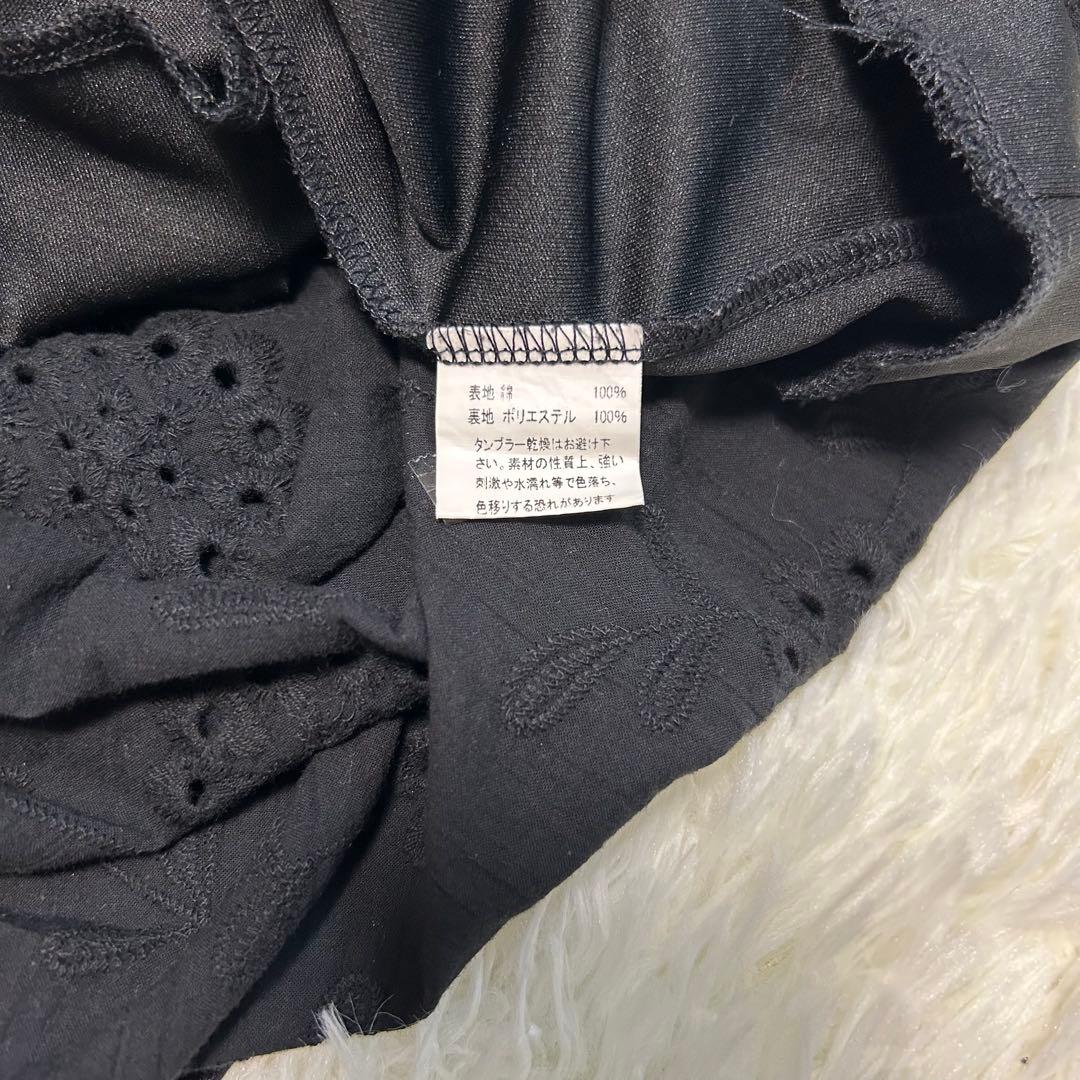 表地 綿 100%
裏地 ポリエステル 100%
タンブラー乾燥はお避け下
さい。素材の性質上、強い
刺激や水濡れ等で色落ち、
色移りする恐れがあります